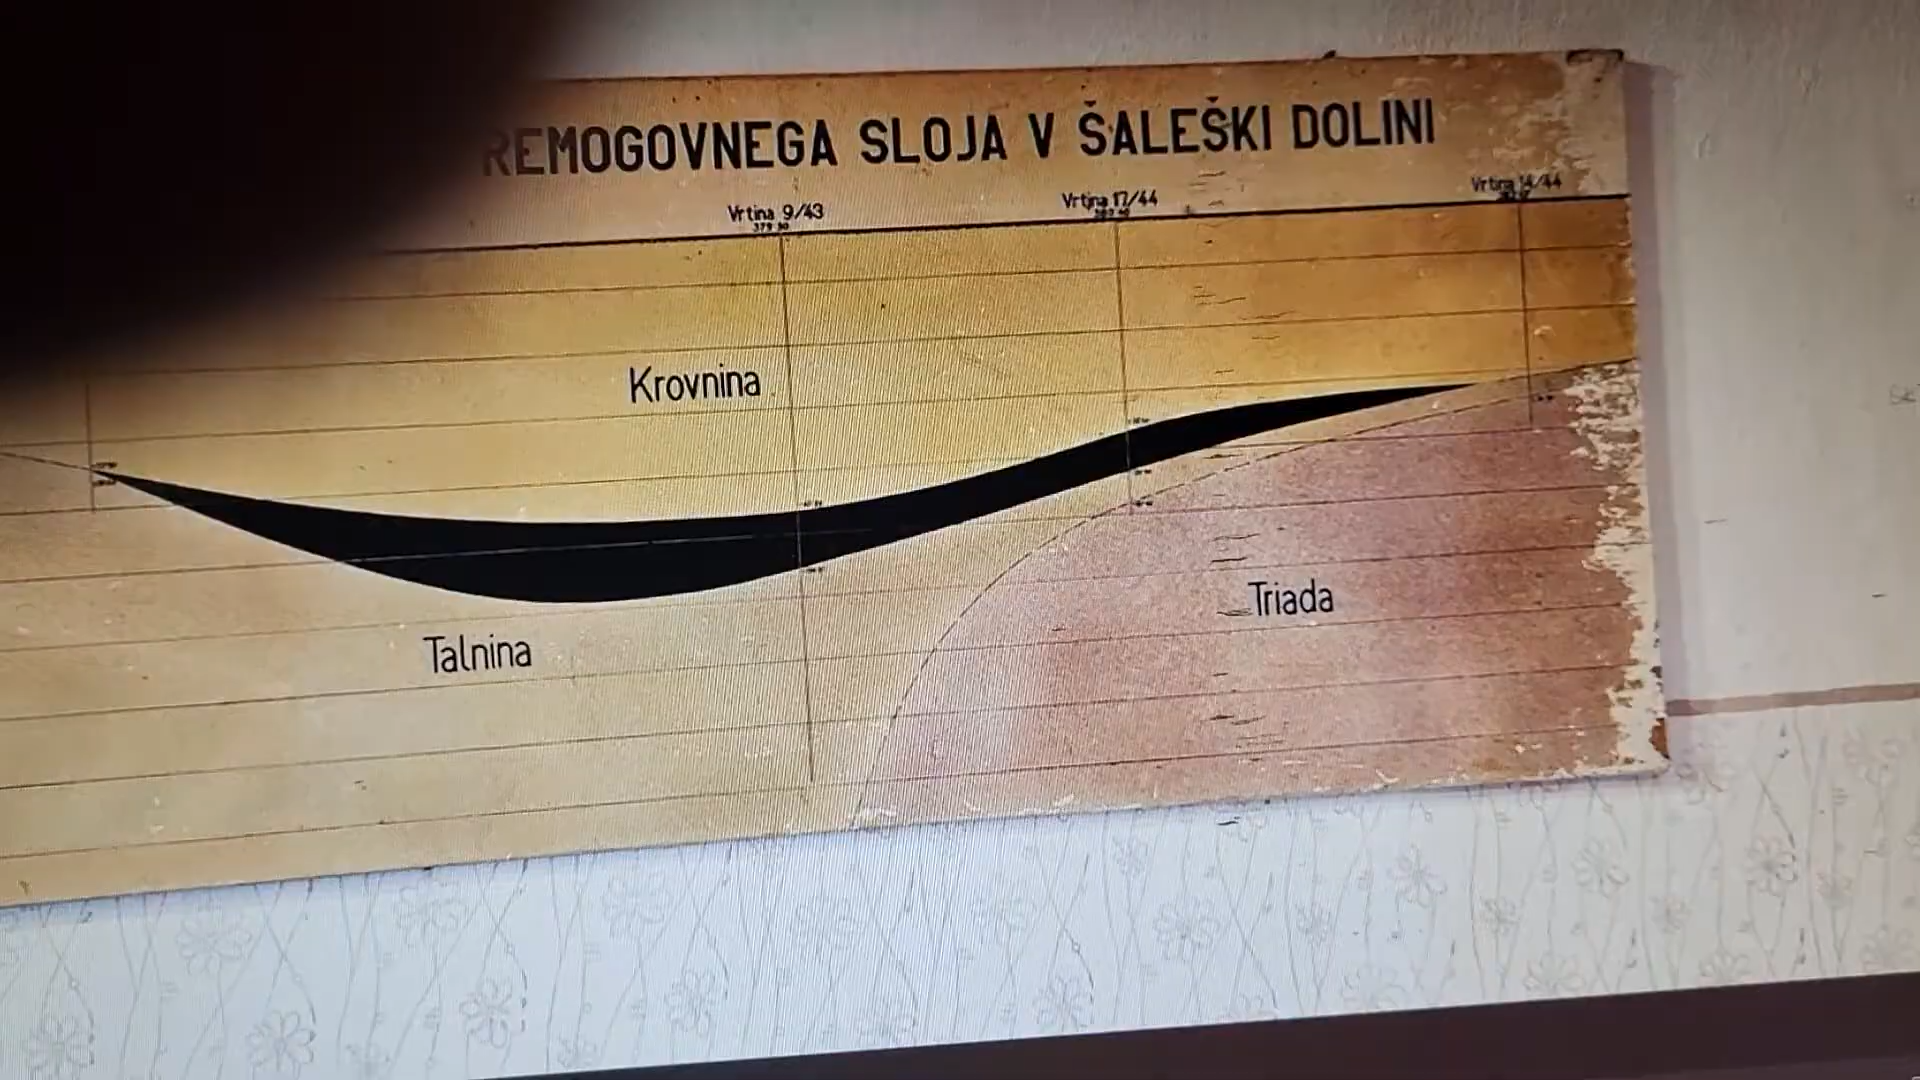 REMOGOVNEGA SLOJA V ŠALEŠKI DOLINI
Vrtina 9/43
Vrtina 17/44
Vrtina 14/44
Krovnina
Talnina
Triada